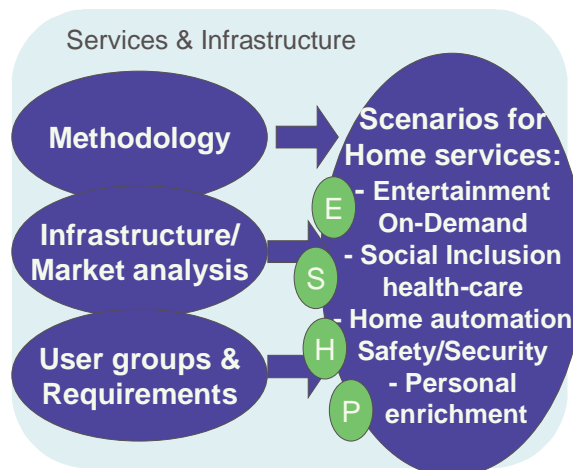 Services & Infrastructure
Methodology
Infrastructure/
Market analysis
User groups &
Requirements
Scenarios for
Home services:
- Entertainment
On-Demand
- Social Inclusion
health-care
- Home automation
Safety/Security
- Personal
enrichment
E
S
H
P